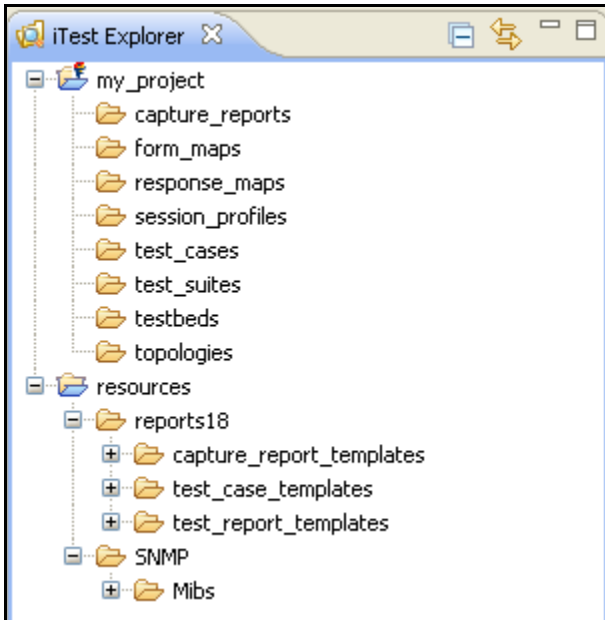 iTest Explorer
my_project
capture_reports
form_maps
response_maps
session_profiles
test_cases
test_suites
testbeds
topologies
resources
reports18
capture_report_templates
test_case_templates
test_report_templates
SNMP
Mibs